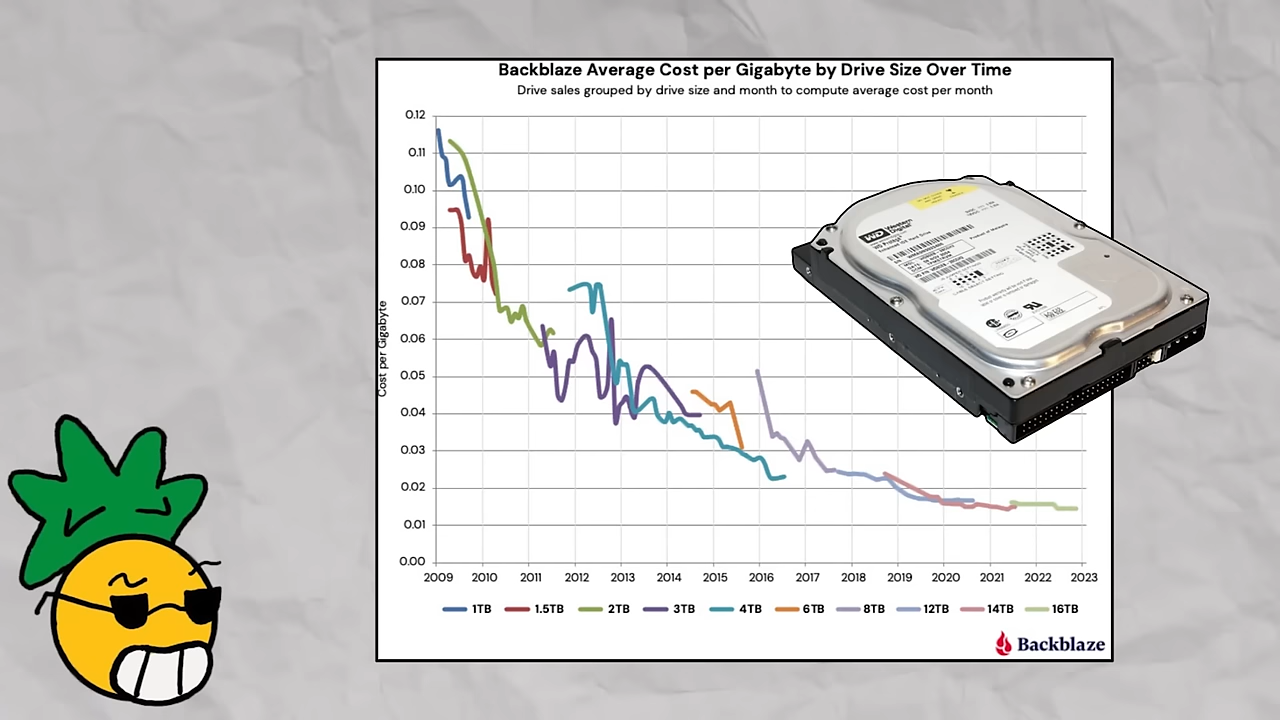 Backblaze Average Cost per Gigabyte by Drive Size Over Time
Drive sales grouped by drive size and month to compute average cost per month
0.12
0.11
0.10
0.09
0.08
0.07
0.06
0.05
0.04
0.03
0.02
0.01
0.00
Cost per Gigabyte
2009 2010 2011 2012 2013 2014 2015 2016 2017 2018 2019 2020 2021 2022 2023
1TB 1.5TB 2TB 3TB 4TB 6TB 8TB 12TB 14TB 16TB
Backblaze
WD Western
Digital